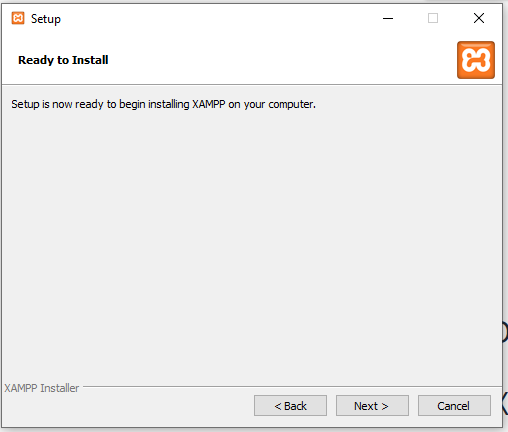 Setup
Ready to Install
Setup is now ready to begin installing XAMPP on your computer.
XAMPP Installer
< Back
Next >
Cancel